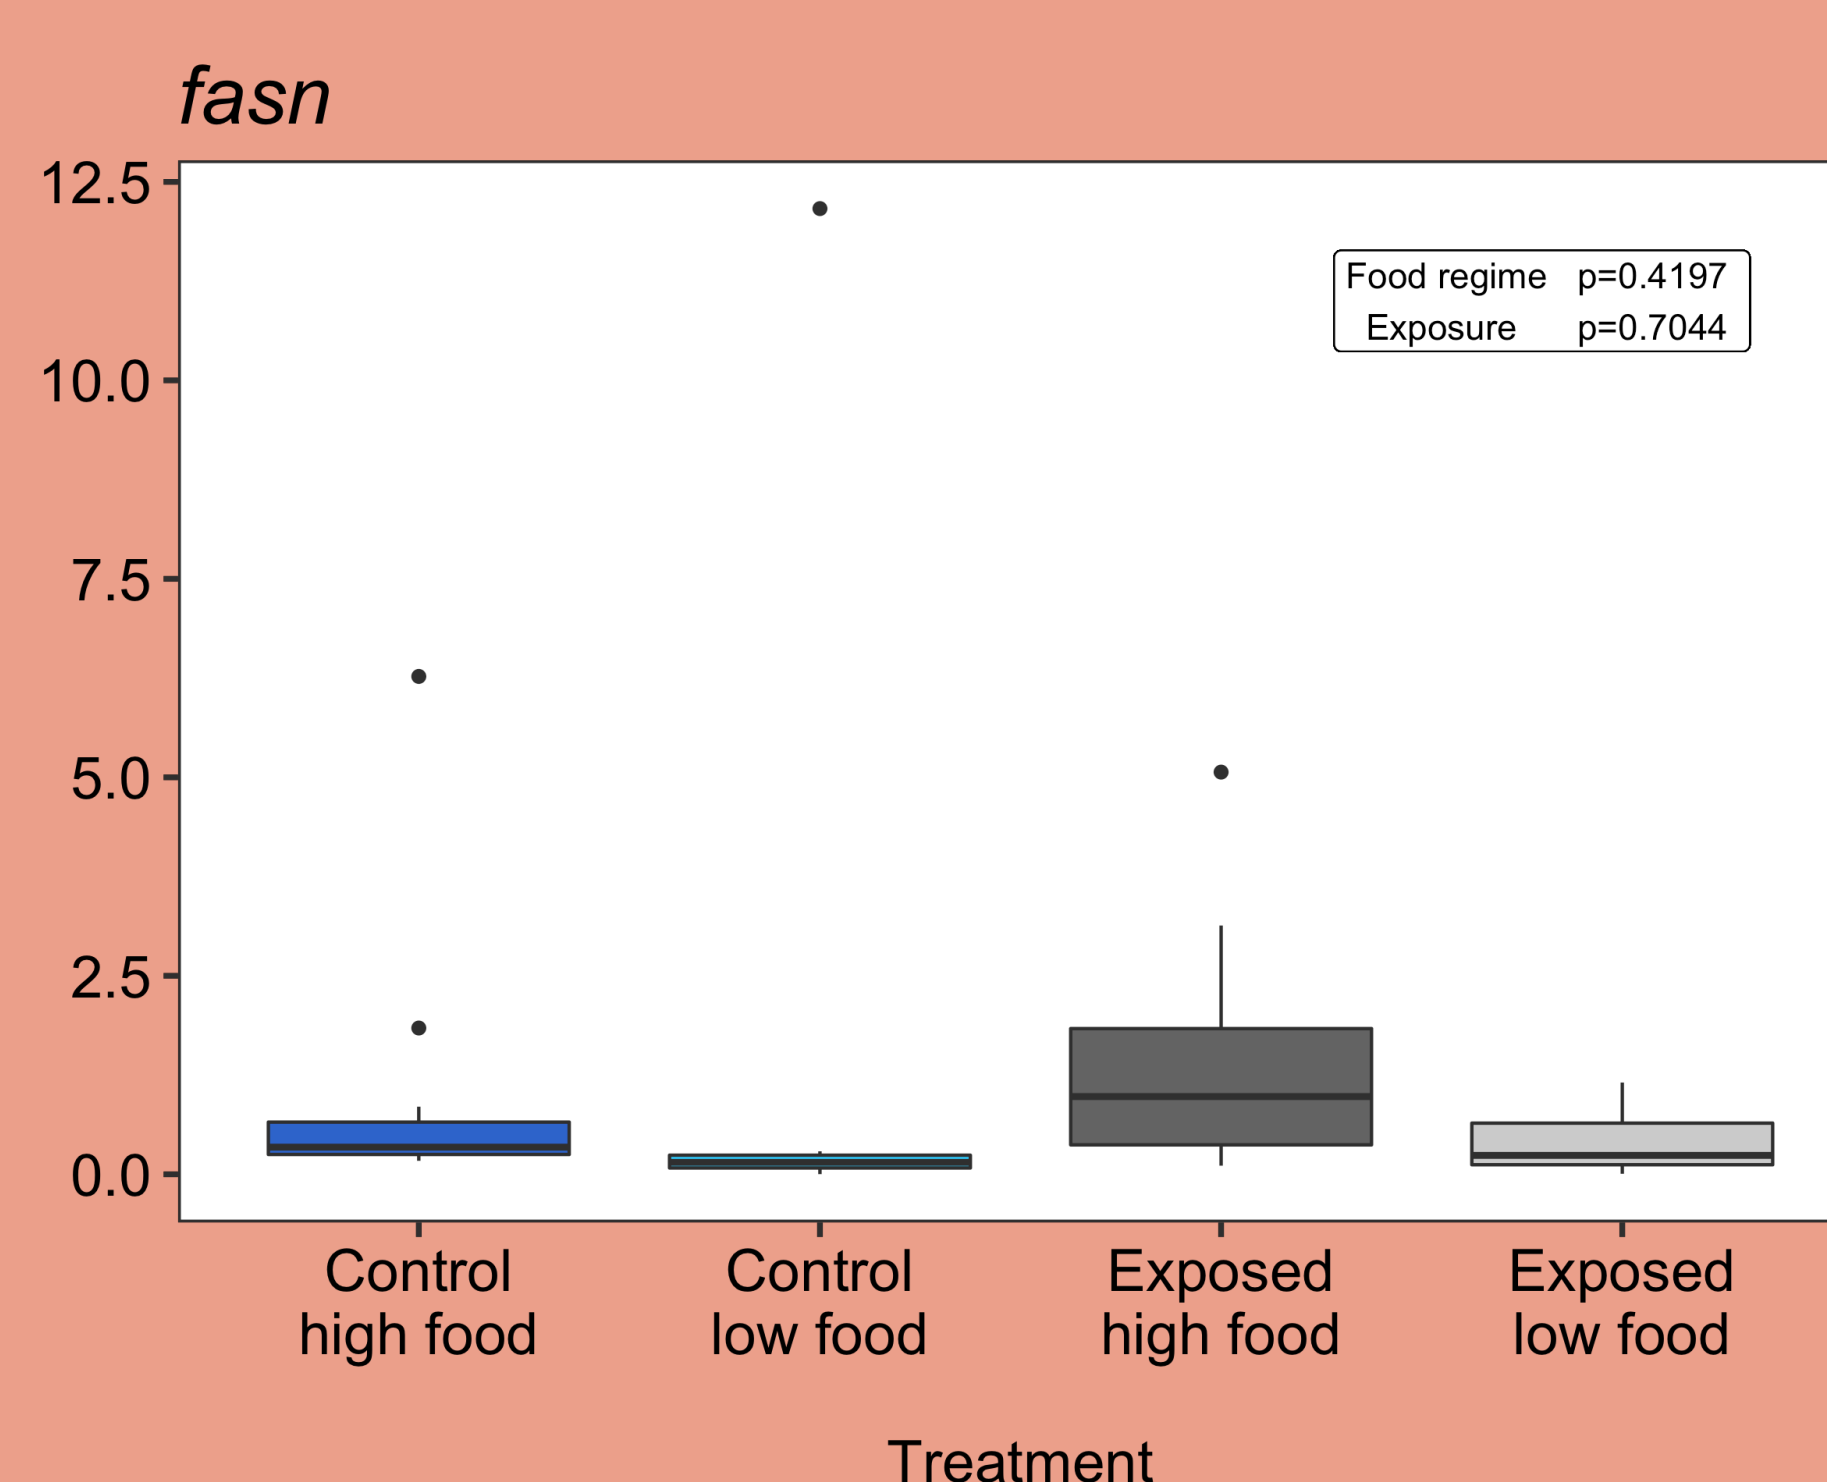 fasn
12.5
10.0
7.5
5.0
2.5
0.0
Food regime p=0.4197
Exposure p=0.7044
Control high food
Control low food
Exposed high food
Exposed low food
Treatment